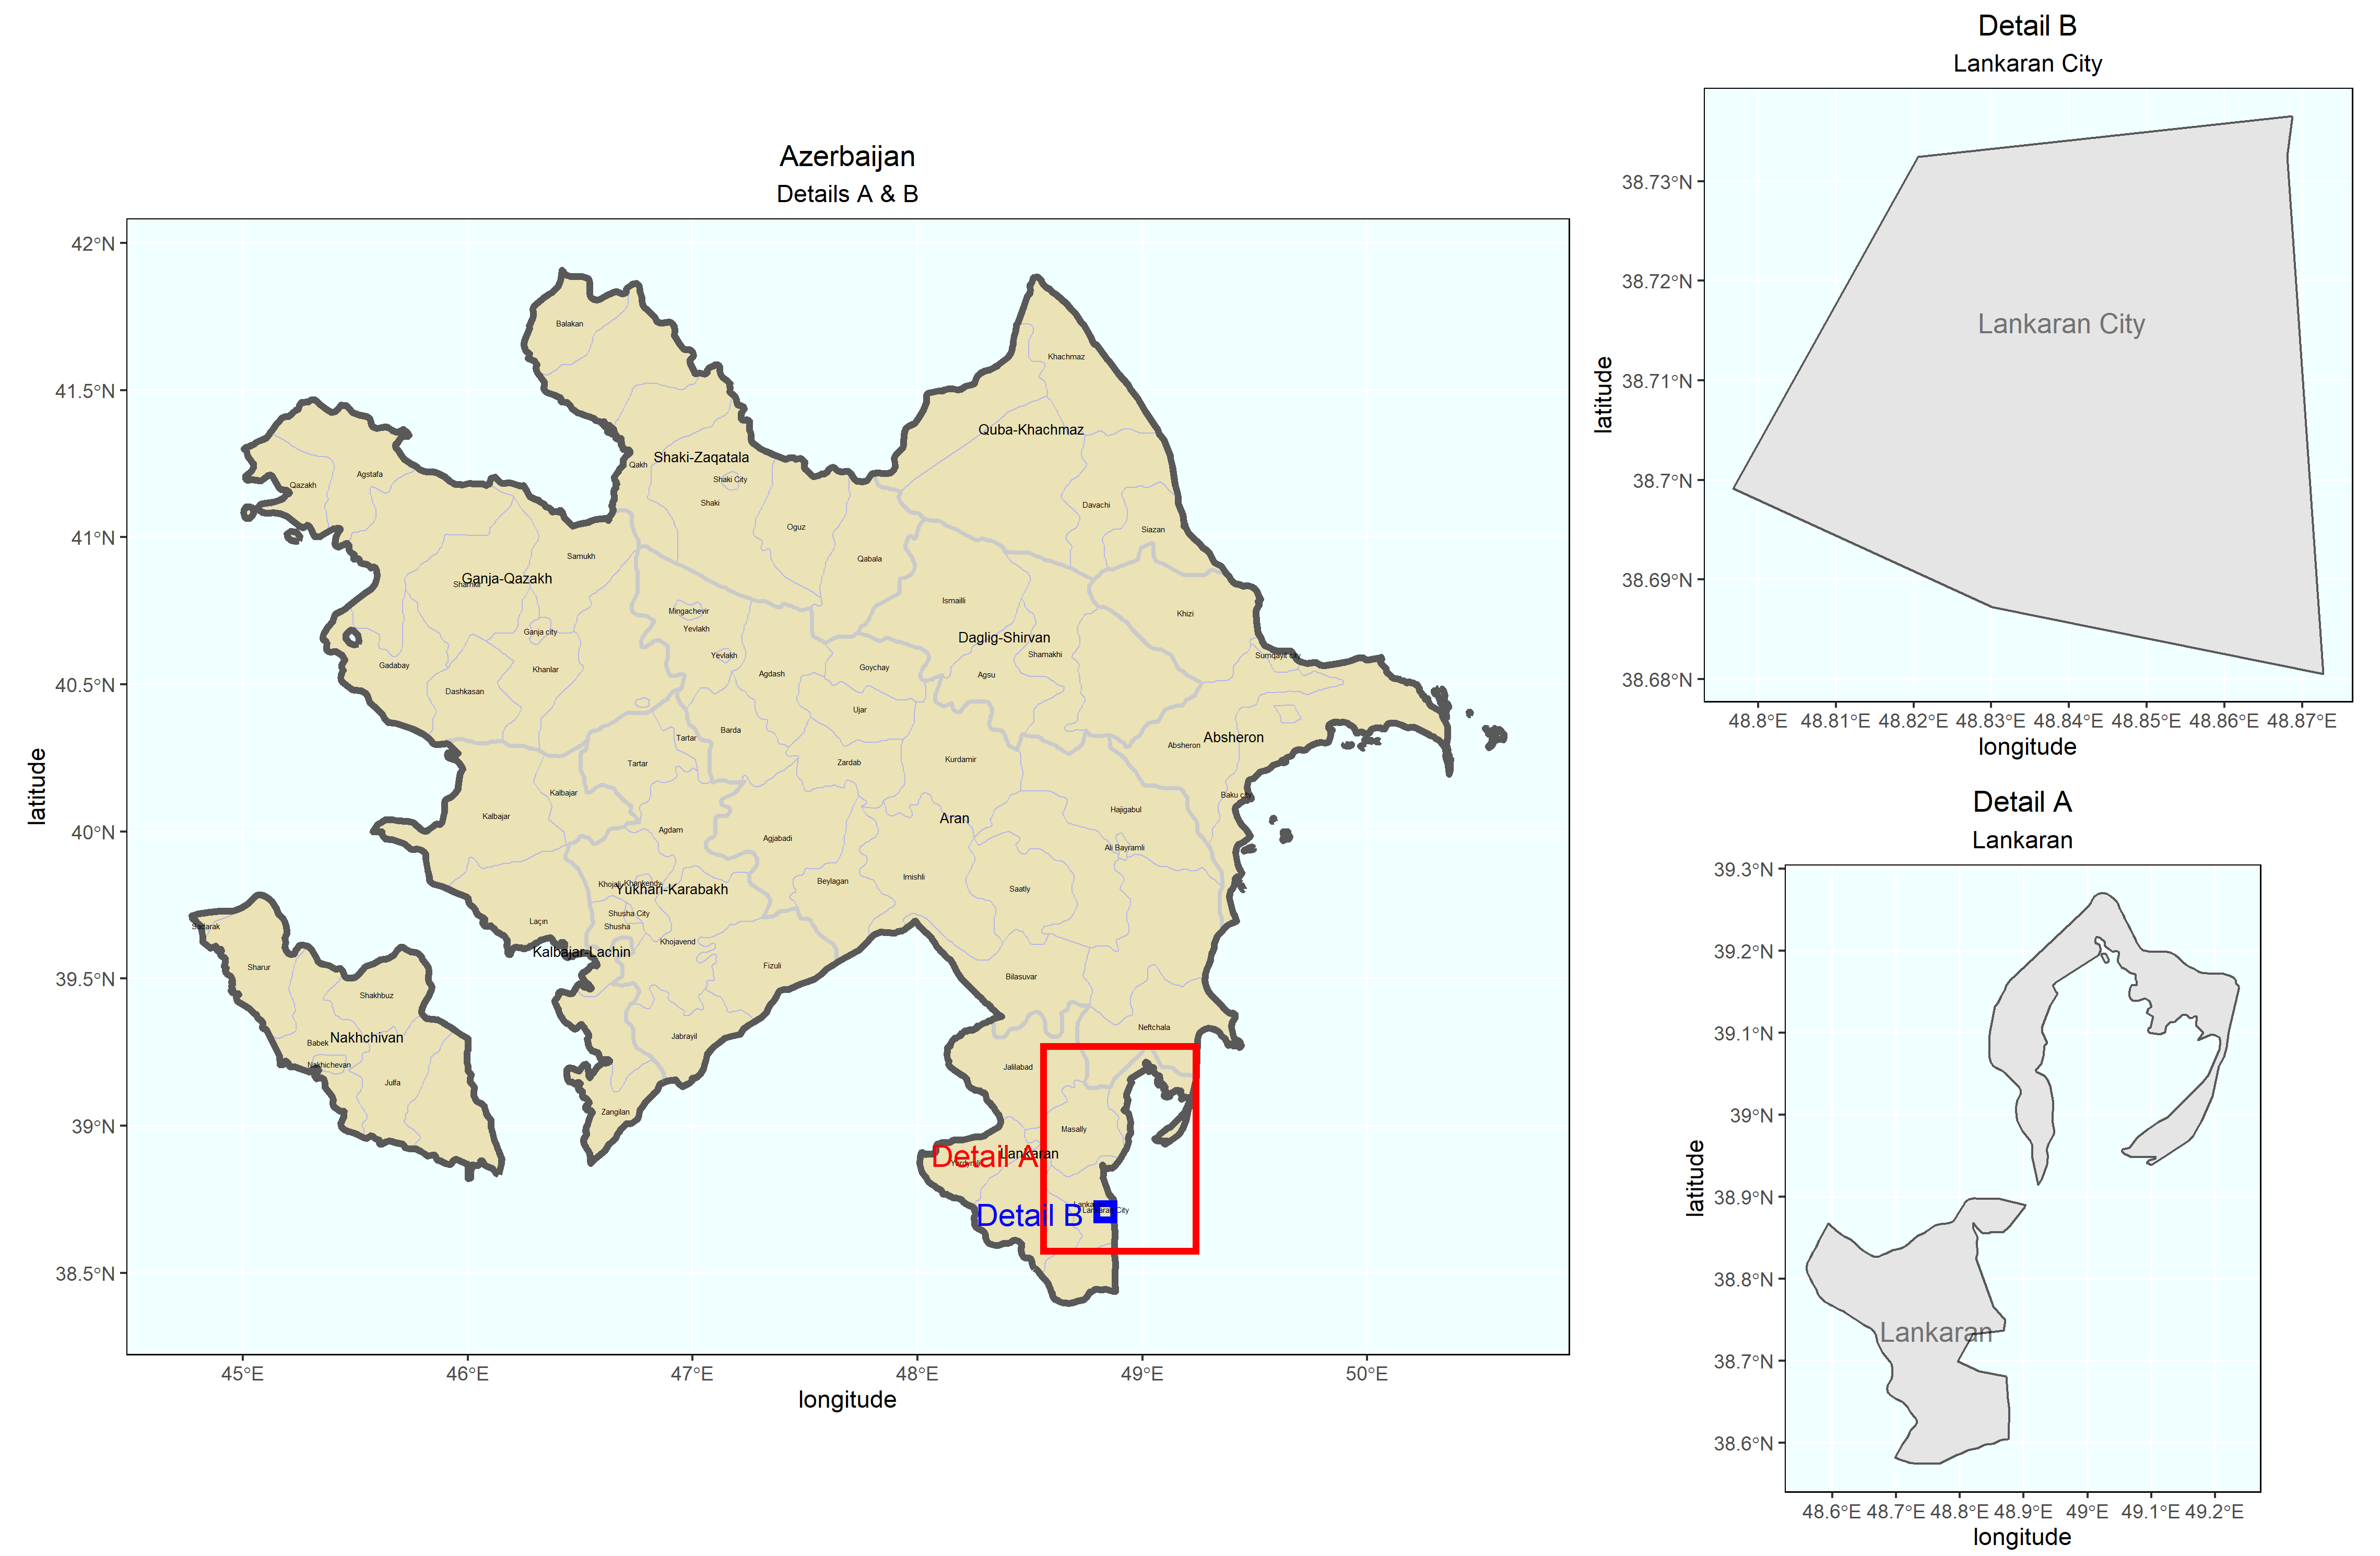 Azerbaijan
Details A & B
latitude
42°N
41.5°N
41°N
40.5°N
40°N
39.5°N
39°N
38.5°N
Balakan
Khachmaz
Quba-Khachmaz
Shaki-Zaqatala
Qakh
Agstafa
Shaki City
Qazakh
Shaki
Davachi
Oguz
Siazan
Samukh
Qabala
Ganja-Qazakh
Shamkir
Ismailli
Mingachevir
Khizi
Yevlakh
Ganja city
Daglig-Shirvan
Yevlakh
Shamakhi
Sumqayit city
Gadabay
Khanlar
Goychay
Agdash
Agsu
Dashkasan
Ujar
Barda
Tartar
Absheron
Absheron
Tartar
Zardab
Kurdamir
Kalbajar
Baku city
Kalbajar
Hajigabul
Aran
Agdam
Agjabadi
Ali Bayramli
Khojali
Khankendy
Yukhari-Karabakh
Beylagan
Imishli
Saatly
Shusha City
Laçın
Shusha
Sadarak
Khojavend
Kalbajar-Lachin
Sharur
Fizuli
Bilasuvar
Shakhbuz
Neftchala
Nakhchivan
Jabrayil
Babek
Nakhichevan
Jalilabad
Julfa
Zangilan
Masally
Lankaran
Detail A
Lankaran City
Detail B
45°E 46°E 47°E 48°E 49°E 50°E
longitude
Detail B
Lankaran City
latitude
38.73°N
38.72°N
38.71°N
38.7°N
38.69°N
38.68°N
Lankaran City
48.8°E 48.81°E 48.82°E 48.83°E 48.84°E 48.85°E 48.86°E 48.87°E
longitude
Detail A
Lankaran
latitude
39.3°N
39.2°N
39.1°N
39°N
38.9°N
38.8°N
38.7°N
38.6°N
Lankaran
48.6°E 48.7°E 48.8°E 48.9°E 49°E 49.1°E 49.2°E
longitude